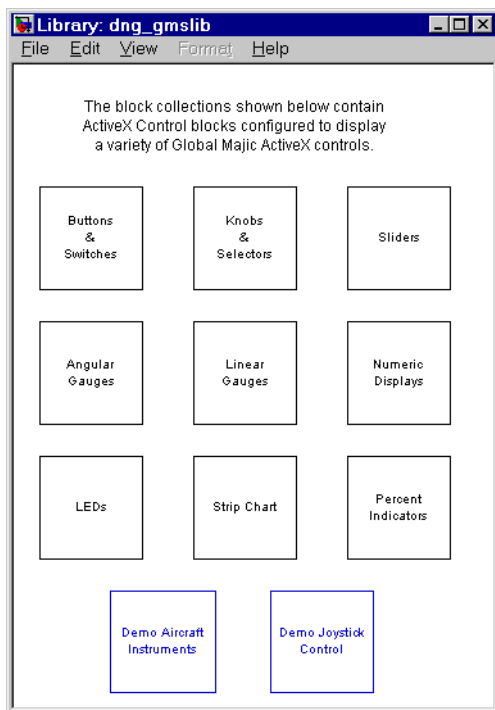 Library: dng_gmslib
File Edit View Format Help
The block collections shown below contain
ActiveX Control blocks configured to display
a variety of Global Majic ActiveX controls.
Buttons
&
Switches
Knobs
&
Selectors
Sliders
Angular
Gauges
Linear
Gauges
Numeric
Displays
LEDs
Strip Chart
Percent
Indicators
Demo Aircraft
Instruments
Demo Joystick
Control